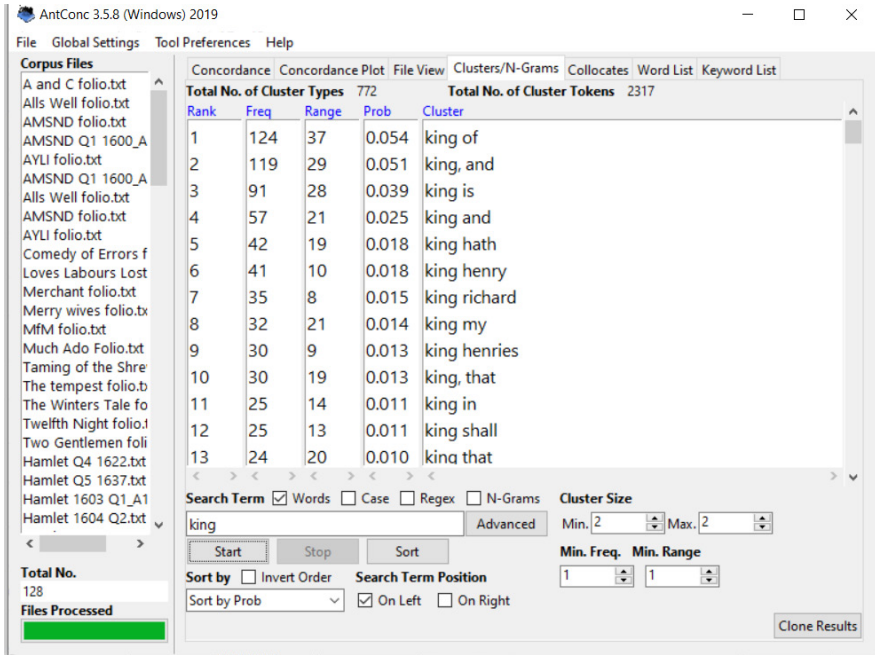 AntConc 3.5.8 (Windows) 2019
File Global Settings Tool Preferences Help
Corpus Files
A and C folio.txt
Alls Well folio.txt
AMSND folio.txt
AMSND Q1 1600_A
AYLI folio.txt
AMSND Q1 1600_A
Alls Well folio.txt
AMSND folio.txt
AYLI folio.txt
Comedy of Errors f
Loves Labours Lost
Merchant folio.txt
Merry wives folio.tx
MfM folio.txt
Much Ado Folio.txt
Taming of the Shre
The tempest folio.t
The Winters Tale fo
Twelfth Night folio.t
Two Gentlemen foli
Hamlet Q4 1622.txt
Hamlet Q5 1637.txt
Hamlet 1603 Q1_A1
Hamlet 1604 Q2.txt
Total No.
128
Files Processed
Concordance Concordance Plot File View Clusters/N-Grams Collocates Word List Keyword List
Total No. of Cluster Types 772 Total No. of Cluster Tokens 2317
Rank Freq Range Prob Cluster
1 124 37 0.054 king of
2 119 29 0.051 king, and
3 91 28 0.039 king is
4 57 21 0.025 king and
5 42 19 0.018 king hath
6 41 10 0.018 king henry
7 35 8 0.015 king richard
8 32 21 0.014 king my
9 30 9 0.013 king henries
10 30 19 0.013 king, that
11 25 14 0.011 king in
12 25 13 0.011 king shall
13 24 20 0.010 king that
Search Term Words Case Regex N-Grams Cluster Size
king Advanced Min. 2 Max. 2
Start Stop Sort Min. Freq. Min. Range
Sort by Invert Order Search Term Position 1 1
Sort by Prob On Left On Right
Clone Results